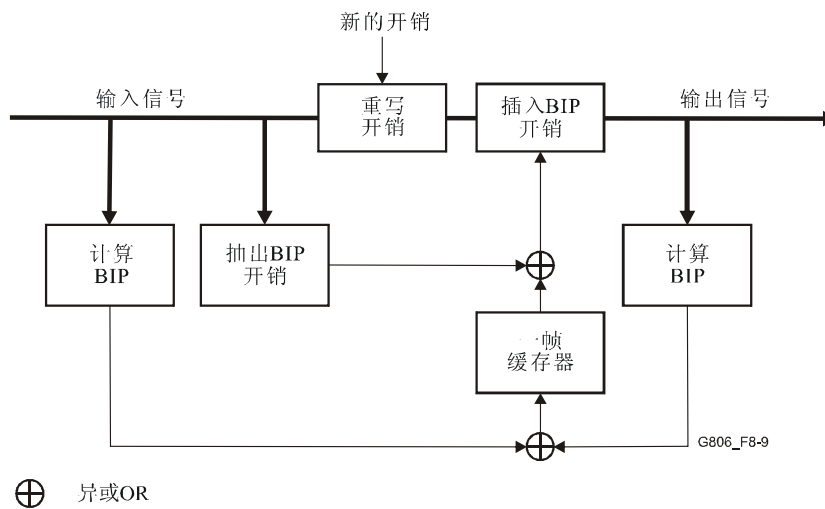 新的开销
输入信号
重写
开销
插入BIP
开销
输出信号
计算
BIP
抽出BIP
开销
计算
BIP
一帧
缓存器
G806_F8-9
异或OR